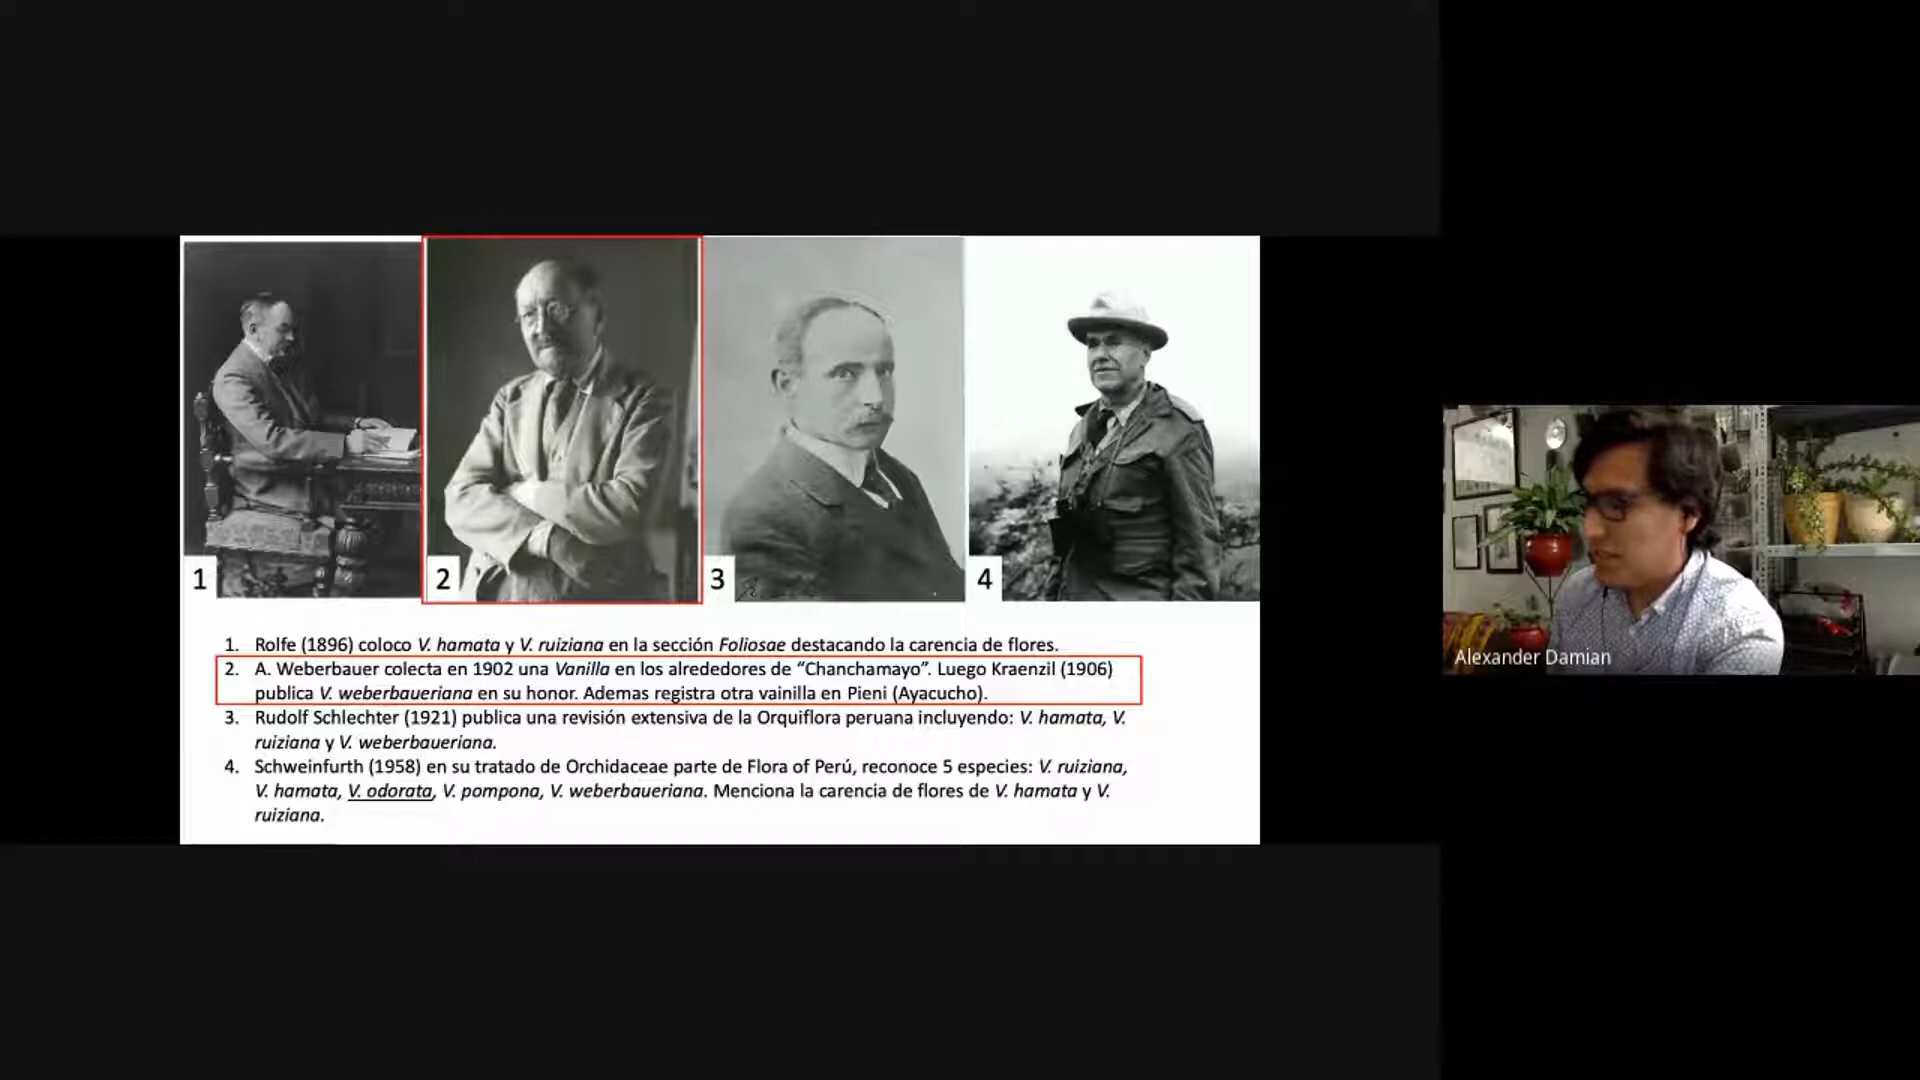 1
2
3
4
1. Rolfe (1896) coloco V. hamata y V. ruiziana en la sección Foliosae destacando la carencia de flores.
2. A. Weberbauer colecta en 1902 una Vanilla en los alrededores de “Chanchamayo”. Luego Kraenzil (1906)
publica V. weberbaueriana en su honor. Ademas registra otra vainilla en Pieni (Ayacucho).
3. Rudolf Schlechter (1921) publica una revisión extensiva de la Orquiflora peruana incluyendo: V. hamata, V.
ruiziana y V. weberbaueriana.
4. Schweinfurth (1958) en su tratado de Orchidaceae parte de Flora of Perú, reconoce 5 especies: V. ruiziana,
V. hamata, V. odorata, V. pompona, V. weberbaueriana. Menciona la carencia de flores de V. hamata y V.
ruiziana.
Alexander Damian